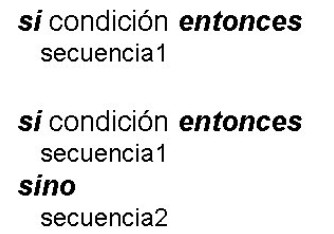 si condición entonces
secuencia1
si condición entonces
secuencia1
sino
secuencia2